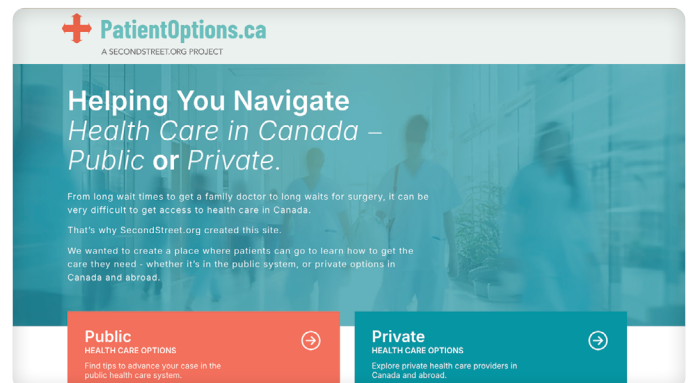 PatientOptions.ca
A SECONDSTREET.ORG PROJECT
Helping You Navigate
Health Care in Canada –
Public or Private.
From long wait times to get a family doctor to long waits for surgery, it can be
very difficult to get access to health care in Canada.
That's why SecondStreet.org created this site.
We wanted to create a place where patients can go to learn how to get the
care they need - whether it's in the public system, or private options in
Canada and abroad.
Public
HEALTH CARE OPTIONS
Find tips to advance your case in the
public health care system.
Private
HEALTH CARE OPTIONS
Explore private health care providers in
Canada and abroad.